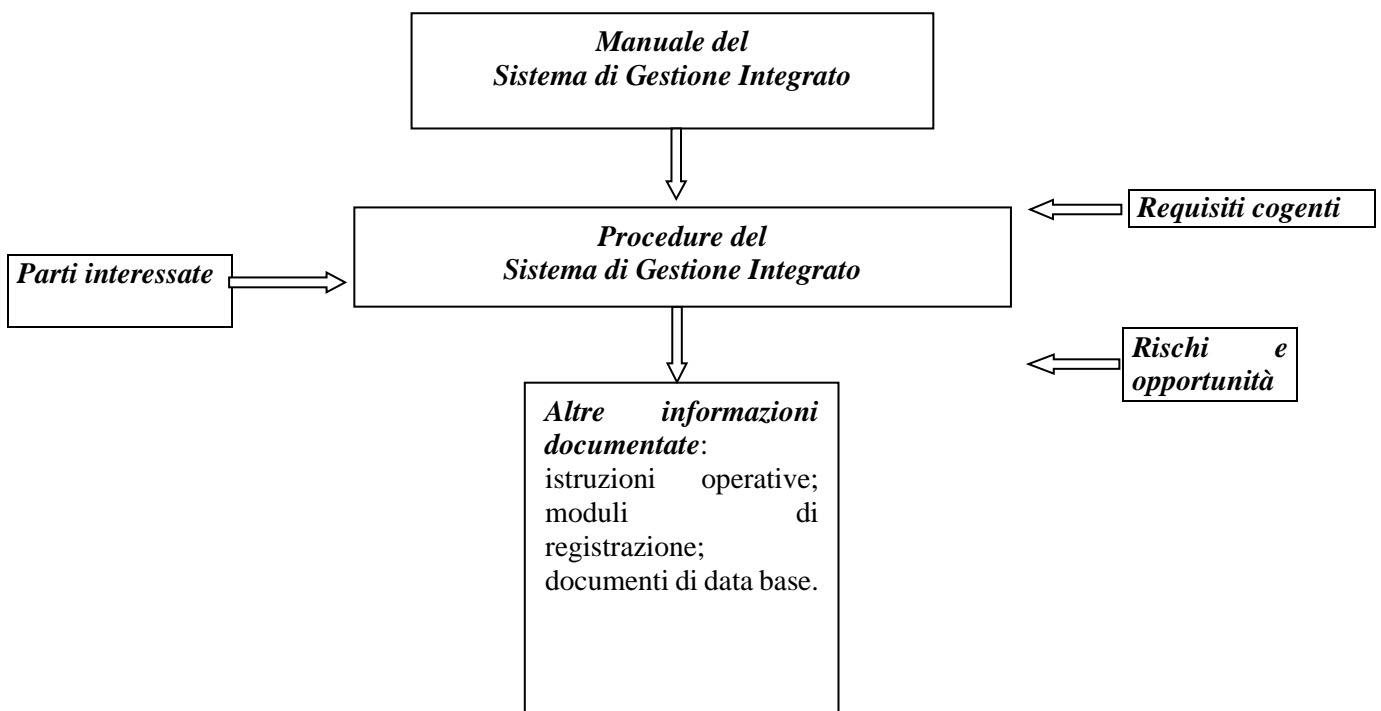 Manuale del
Sistema di Gestione Integrato
Requisiti cogenti
Procedure del
Sistema di Gestione Integrato
Parti interessate
Rischi e
opportunità
Altre informazioni
documentate:
istruzioni operative;
moduli di
registrazione;
documenti di data base.